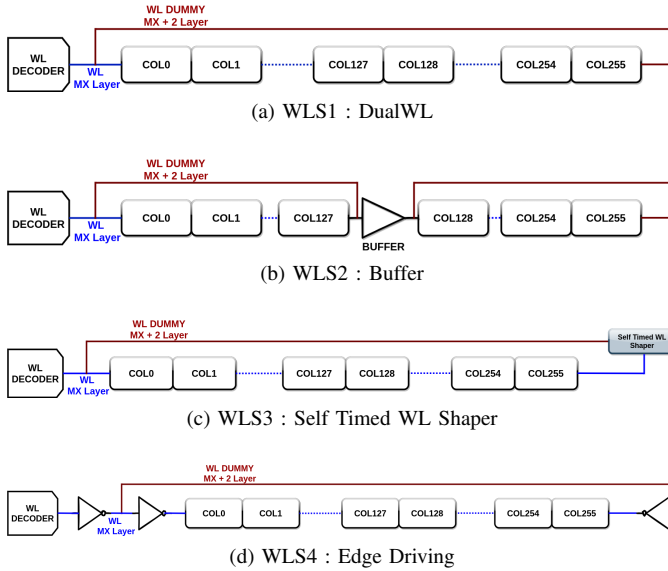 WL DUMMY
MX + 2 Layer
WL
DECODER
WL
MX Layer
COL0
COL1
COL127
COL128
COL254
COL255
(a) WLS1 : DualWL
WL DUMMY
MX + 2 Layer
WL
DECODER
WL
MX Layer
COL0
COL1
COL127
BUFFER
COL128
COL254
COL255
(b) WLS2 : Buffer
WL DUMMY
MX + 2 Layer
Self Timed WL
Shaper
WL
DECODER
WL
MX Layer
COL0
COL1
COL127
COL128
COL254
COL255
(c) WLS3 : Self Timed WL Shaper
WL DUMMY
MX + 2 Layer
WL
DECODER
WL
MX Layer
COL0
COL1
COL127
COL128
COL254
COL255
(d) WLS4 : Edge Driving